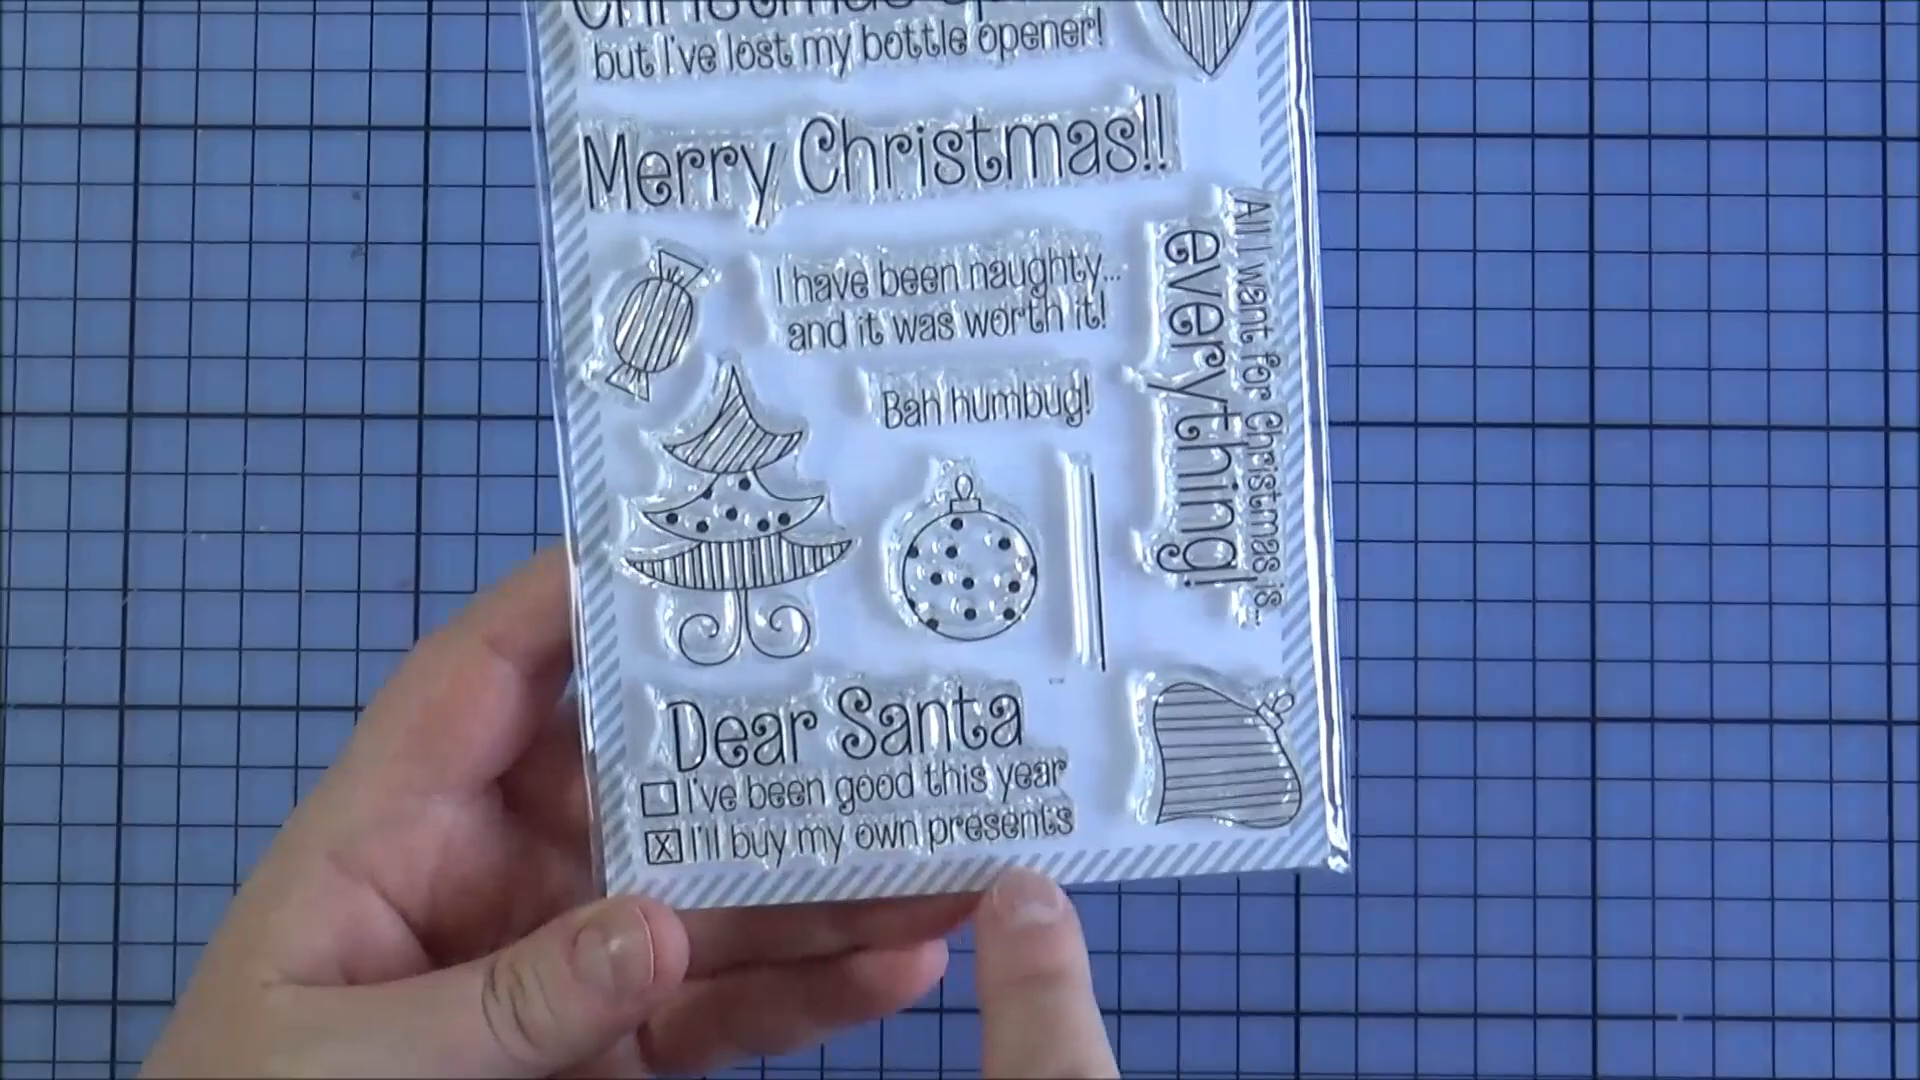 Christmas
but I've lost my bottle opener!
Merry Christmas!!
I have been naughty...
and it was worth it!
Bah humbug!
All I want for Christmas is...
everything!
Dear Santa
I've been good this year
X I'll buy my own presents